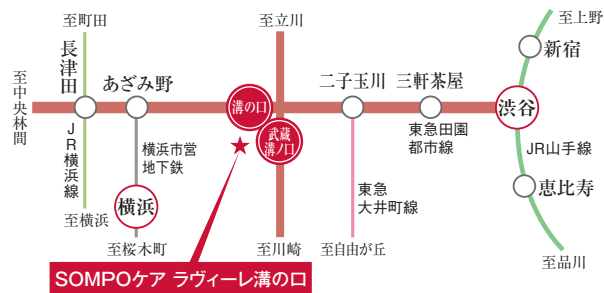 至町田
至立川
至上野
長津田
あざみ野
二子玉川
三軒茶屋
新宿
至中央林間
溝の口
渋谷
武蔵
溝ノ口
JR横浜線
横浜市営
地下鉄
東急田園
都市線
JR山手線
横浜
東急
大井町線
恵比寿
至横浜
至桜木町
至川崎
至自由が丘
至品川
SOMPOケア ラヴィーレ溝の口